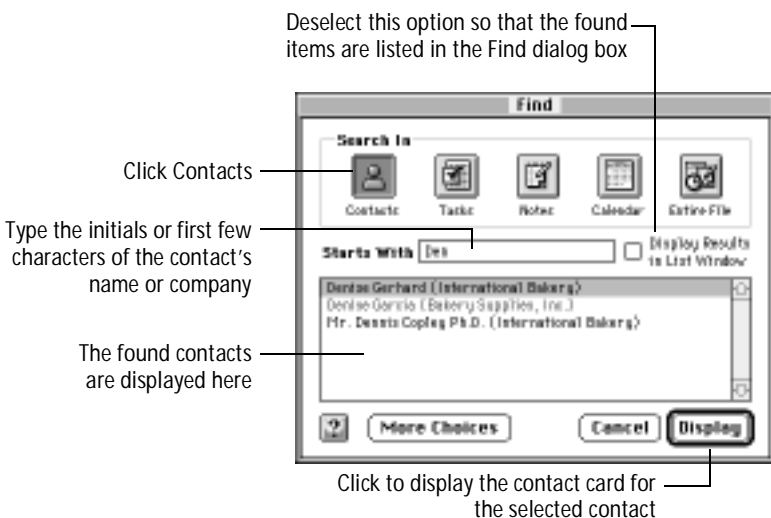 Deselect this option so that the found
items are listed in the Find dialog box
Find
Search In
Click Contacts
Contacts
Tasks
Notes
Calendar
Entire File
Type the initials or first few
characters of the contact's
name or company
Starts With
Den
Display Results
in List Window
Denise Gerhard (International Bakery)
Denise Garcia (Bakery Supplies, Inc.)
Mr. Dennis Copley Ph.D. (International Bakery)
The found contacts
are displayed here
?
More Choices
Cancel
Display
Click to display the contact card for
the selected contact